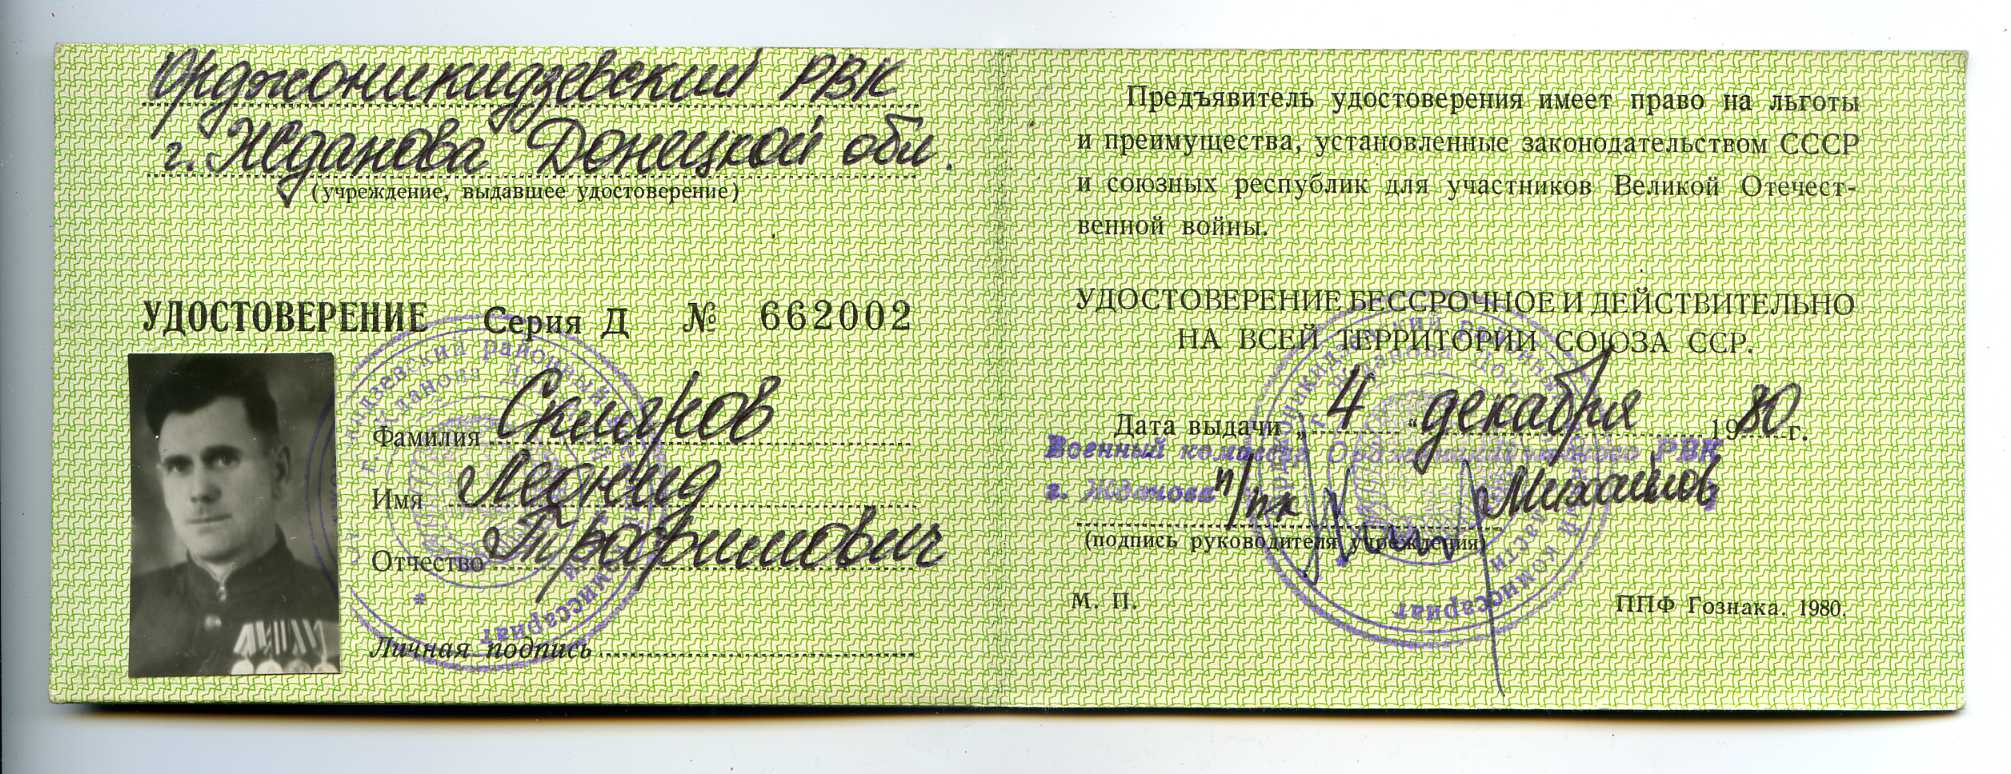 Орджоникидзевский РВК
г. Жданова Донецкой обл.
(учреждение, выдавшее удостоверение)
УДОСТОВЕРЕНИЕ Серия Д № 662002
Фамилия Скляров
Имя Леонид
Отчество Трофимович
Личная подпись
Предъявитель удостоверения имеет право на льготы
и преимущества, установленные законодательством СССР
и союзных республик для участников Великой Отечест-
венной войны.
УДОСТОВЕРЕНИЕ БЕССРОЧНОЕ И ДЕЙСТВИТЕЛЬНО
НА ВСЕЙ ТЕРРИТОРИИ СОЮЗА ССР.
Дата выдачи „4“ декабря 1980 г.
Военный комиссар Орджоникидзевского РВК
г. Жданова п/пк Михайлов
(подпись руководителя учреждения)
М. П.
ППФ Гознака. 1980.